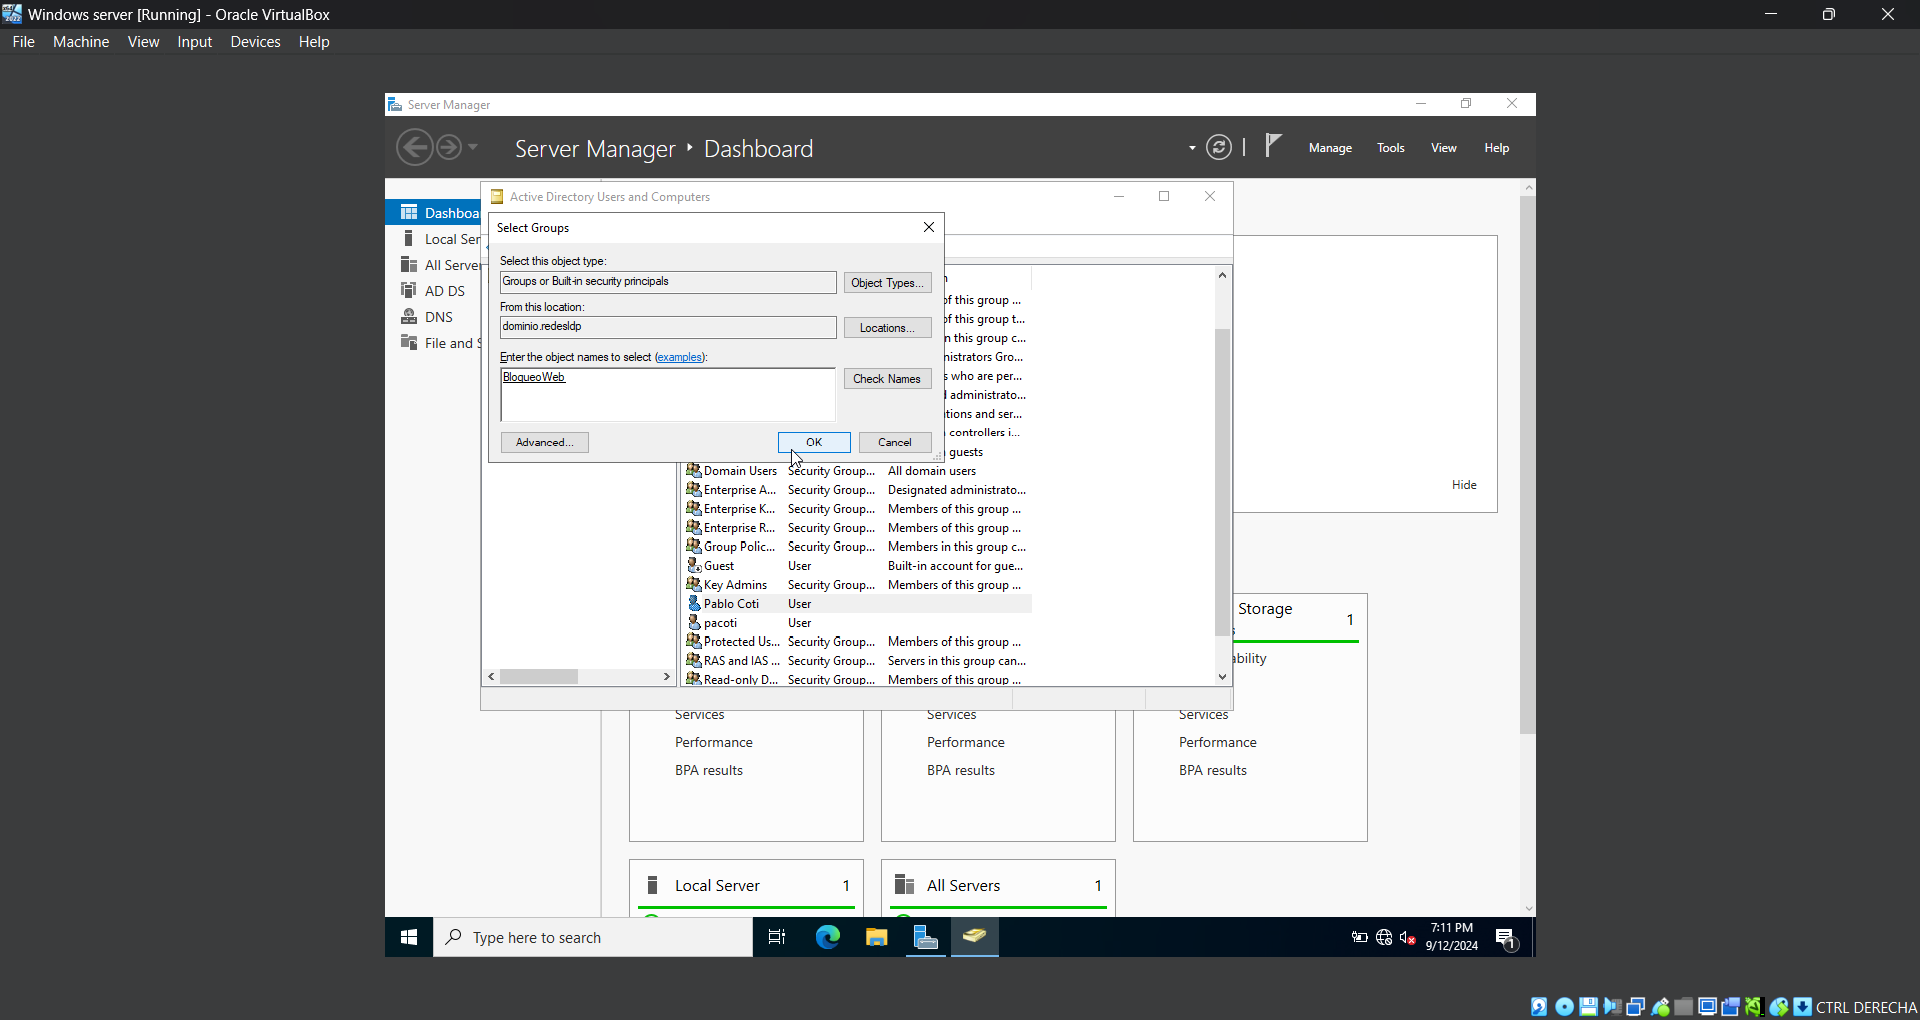 Windows server [Running] - Oracle VirtualBox
File Machine View Input Devices Help
Server Manager
Server Manager Dashboard
Manage Tools View Help
Active Directory Users and Computers
Dashboa
Local Ser
All Serve
AD DS
DNS
File and S
Select Groups
Select this object type:
Groups or Built-in security principals
Object Types...
From this location:
dominio.redesldp
Locations...
Enter the object names to select (examples):
BloqueoWeb
Check Names
Advanced...
OK
Cancel
of this group ...
of this group t...
n this group c...
nistrators Gro...
s who are per...
administrato...
tions and ser...
controllers i...
guests
Domain Users Security Group... All domain users
Enterprise A... Security Group... Designated administrato...
Enterprise K... Security Group... Members of this group ...
Enterprise R... Security Group... Members of this group ...
Group Polic... Security Group... Members in this group c...
Guest User Built-in account for gue...
Key Admins Security Group... Members of this group ...
Pablo Coti User
pacoti User
Protected Us... Security Group... Members of this group ...
RAS and IAS ... Security Group... Servers in this group can...
Read-only D... Security Group... Members of this group ...
Hide
Storage 1
ability
Services Services Services
Performance Performance Performance
BPA results BPA results BPA results
Local Server 1
All Servers 1
Type here to search
7:11 PM
9/12/2024
1
CTRL DERECHA